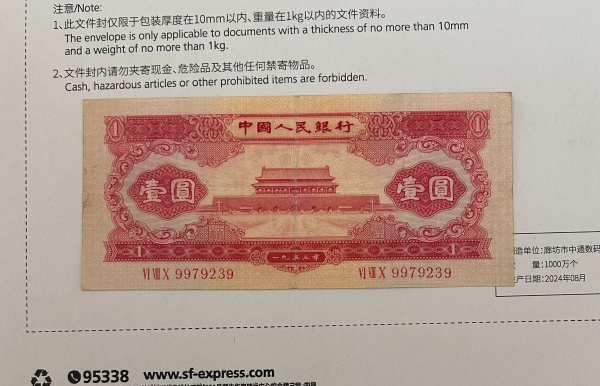 注意/Note:
1、此文件封仅限于包装厚度在10mm以内、重量在1kg以内的文件资料。
The envelope is only applicable to documents with a thickness of no more than 10mm
and a weight of no more than 1kg.
2、文件封内请勿夹寄现金、危险品及其他任何禁寄物品。
Cash, hazardous articles or other prohibited items are forbidden.
1 中國人民銀行 1
壹圓 壹圓
1 一九五三年 1
VI VIII X 9979239 VI VIII X 9979239
造单位:廊坊市中通数码
量:1000万个
产日期:2024年08月
95338 www.sf-express.com